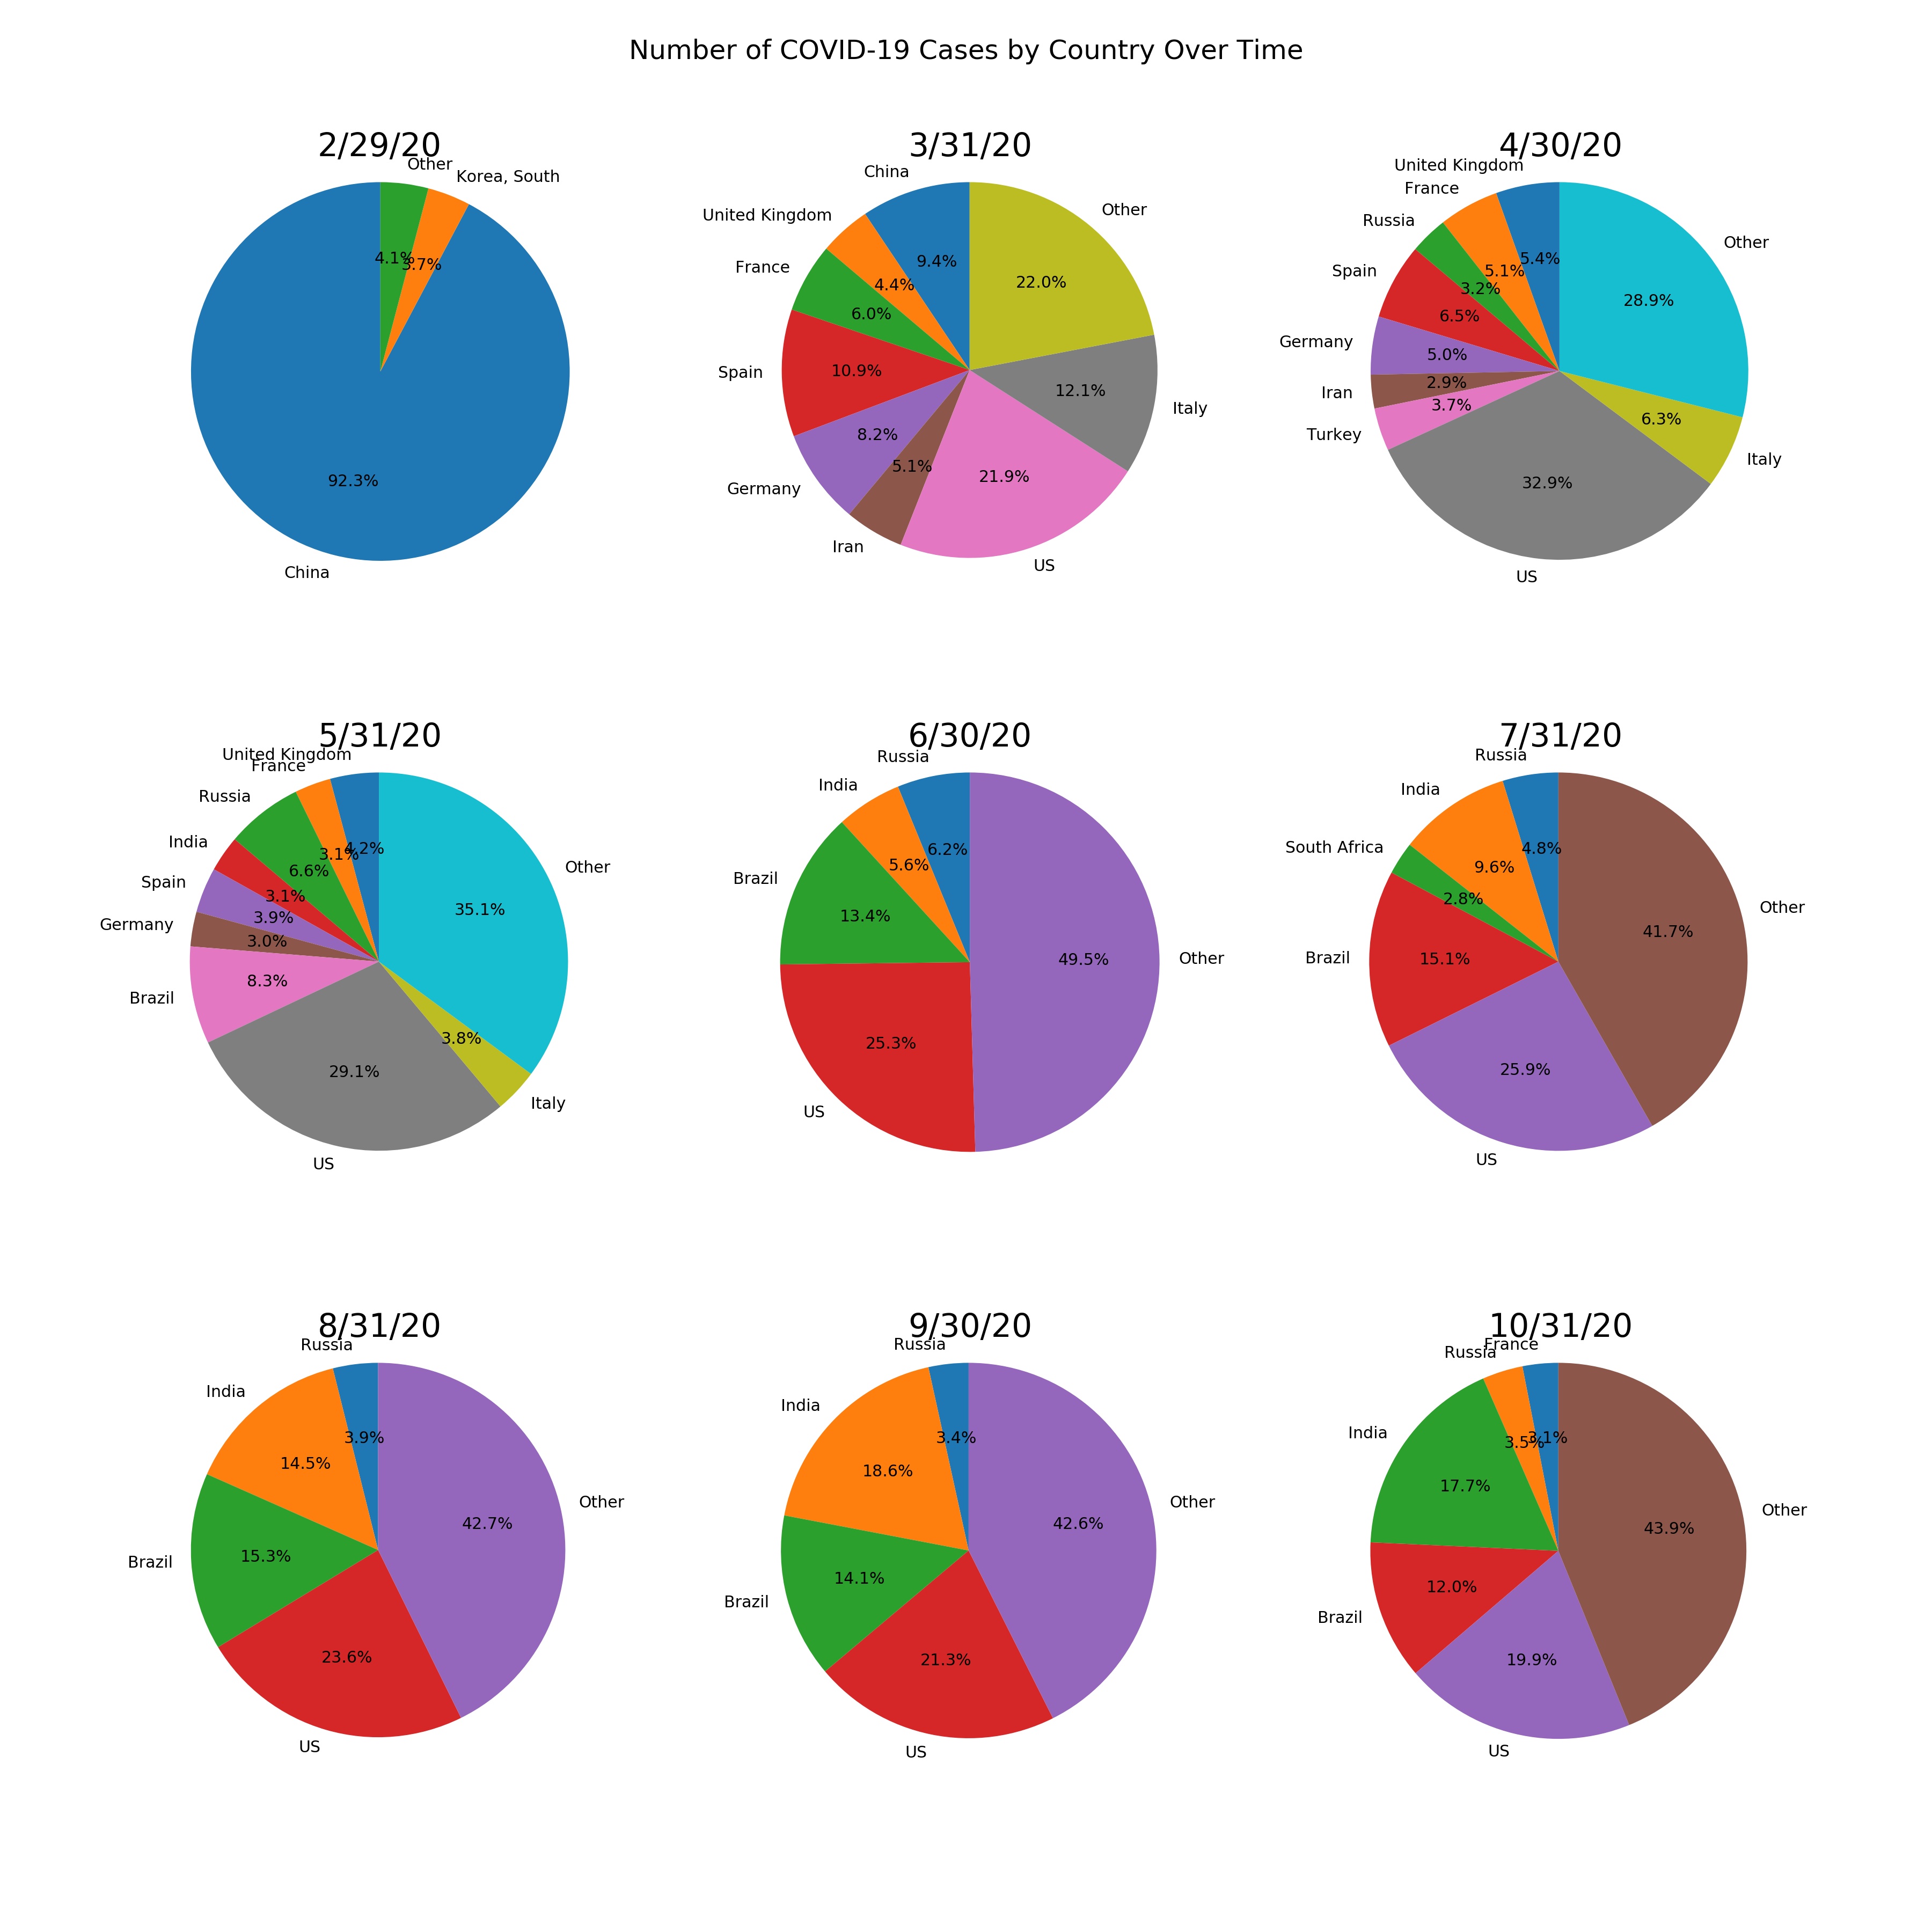 Number of COVID-19 Cases by Country Over Time
2/29/20
Other
Korea, South
4.1%
3.7%
92.3%
China
3/31/20
China
United Kingdom
Other
France
9.4%
4.4%
22.0%
6.0%
Spain
10.9%
12.1%
Italy
8.2%
5.1%
21.9%
Germany
Iran
US
4/30/20
United Kingdom
France
Russia
Other
Spain
5.4%
5.1%
3.2%
28.9%
6.5%
Germany
5.0%
2.9%
Iran
3.7%
6.3%
Turkey
Italy
32.9%
US
5/31/20
United Kingdom
France
Russia
India
4.2%
3.1%
Other
6.6%
Spain
3.1%
35.1%
3.9%
Germany
3.0%
8.3%
Brazil
3.8%
29.1%
Italy
US
6/30/20
Russia
India
6.2%
5.6%
Brazil
13.4%
49.5%
Other
25.3%
US
7/31/20
Russia
India
South Africa
4.8%
9.6%
2.8%
Other
41.7%
Brazil
15.1%
25.9%
US
8/31/20
Russia
India
3.9%
14.5%
Other
42.7%
Brazil
15.3%
23.6%
US
9/30/20
Russia
India
3.4%
18.6%
Other
42.6%
14.1%
Brazil
21.3%
US
10/31/20
France
Russia
India
3.1%
3.5%
17.7%
Other
43.9%
12.0%
Brazil
19.9%
US